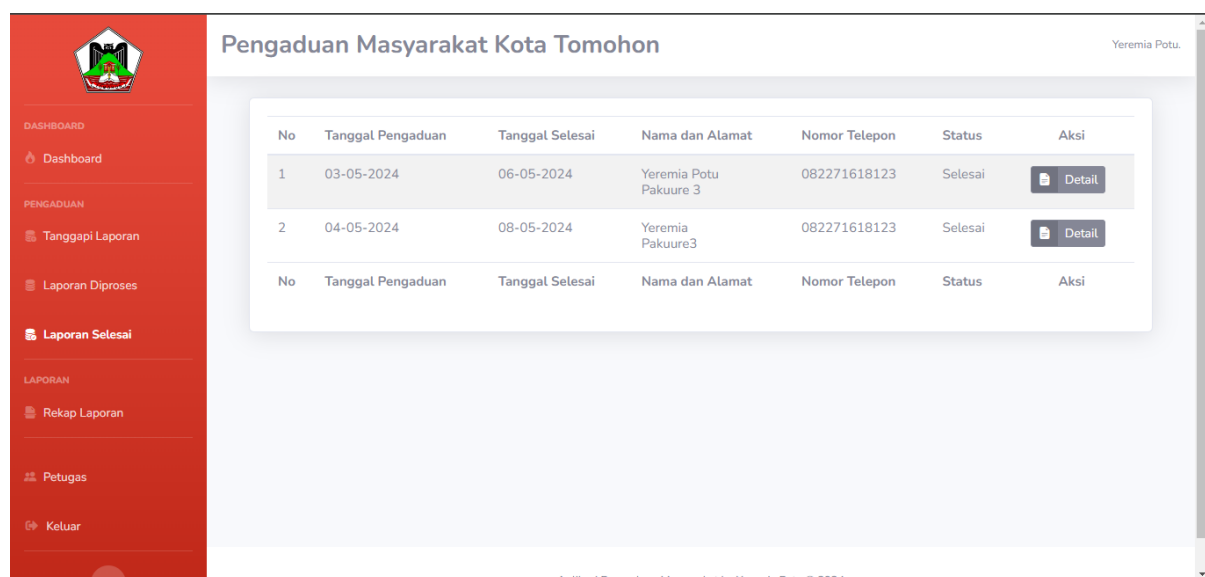 Pengaduan Masyarakat Kota Tomohon
Yeremia Potu.
DASHBOARD
Dashboard
PENGADUAN
Tanggapi Laporan
Laporan Diproses
Laporan Selesai
LAPORAN
Rekap Laporan
Petugas
Keluar
No Tanggal Pengaduan Tanggal Selesai Nama dan Alamat Nomor Telepon Status Aksi
1 03-05-2024 06-05-2024 Yeremia Potu 082271618123 Selesai Detail
Pakuure 3
2 04-05-2024 08-05-2024 Yeremia 082271618123 Selesai Detail
Pakuure3
No Tanggal Pengaduan Tanggal Selesai Nama dan Alamat Nomor Telepon Status Aksi